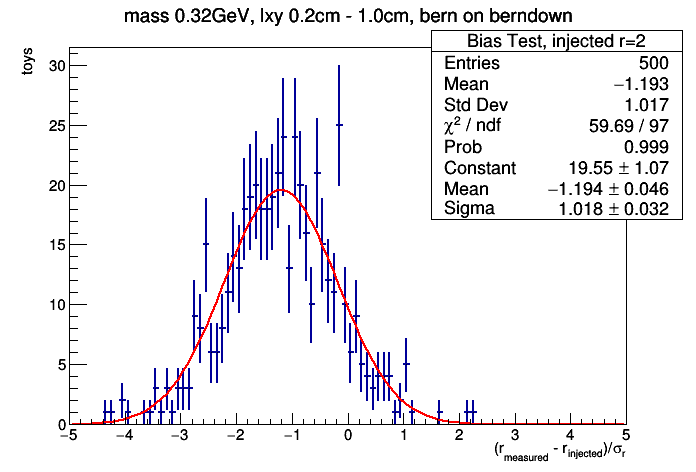 mass 0.32GeV, lxy 0.2cm - 1.0cm, bern on berndown
Bias Test, injected r=2
Entries 500
Mean −1.193
Std Dev 1.017
χ² / ndf 59.69 / 97
Prob 0.999
Constant 19.55 ± 1.07
Mean −1.194 ± 0.046
Sigma 1.018 ± 0.032
toys
30
25
20
15
10
5
0
−5 −4 −3 −2 −1 0 1 2 3 4 5
(r_measured - r_injected)/σ_r